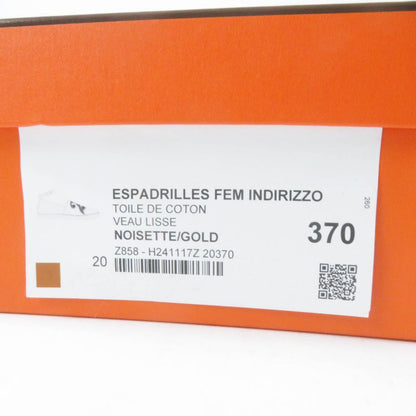 ESPADRILLES FEM INDIRIZZO
TOILE DE COTON
VEAU LISSE
NOISETTE/GOLD
370
260
20
Z858 - H241117Z 20370